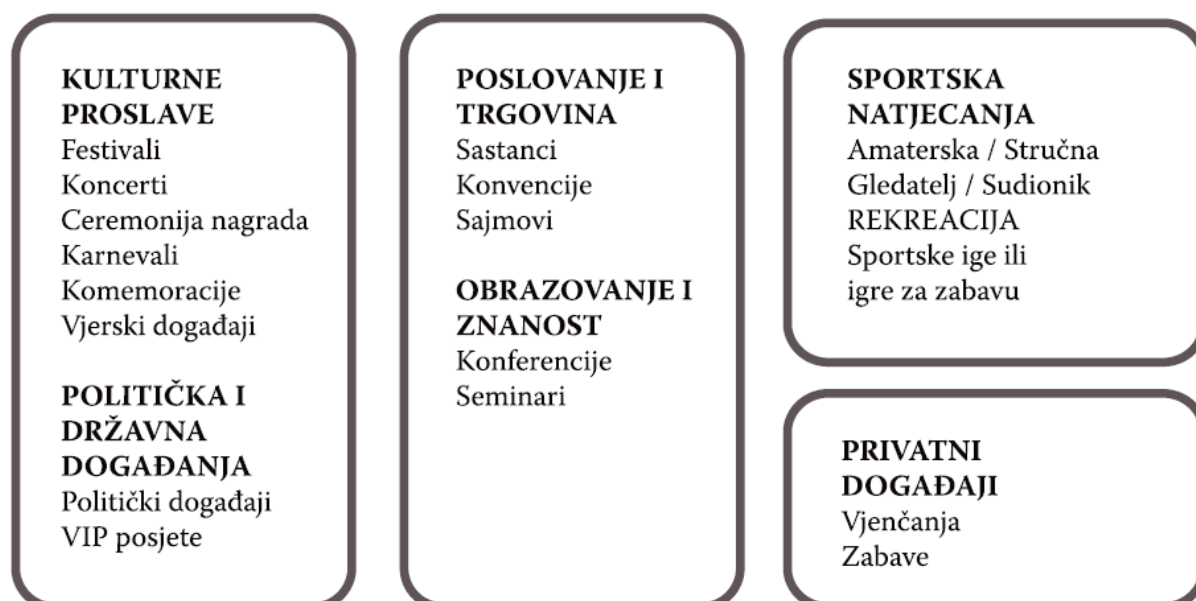 KULTURNE
PROSLAVE
Festivali
Koncerti
Ceremonija nagrada
Karnevali
Komemoracije
Vjerski događaji
POLITIČKA I
DRŽAVNA
DOGAĐANJA
Politički događaji
VIP posjete
POSLOVANJE I
TRGOVINA
Sastanci
Konvencije
Sajmovi
OBRAZOVANJE I
ZNANOST
Konferencije
Seminari
SPORTSKA
NATJECANJA
Amaterska / Stručna
Gledatelj / Sudionik
REKREACIJA
Sportske ige ili
igre za zabavu
PRIVATNI
DOGAĐAJI
Vjenčanja
Zabave